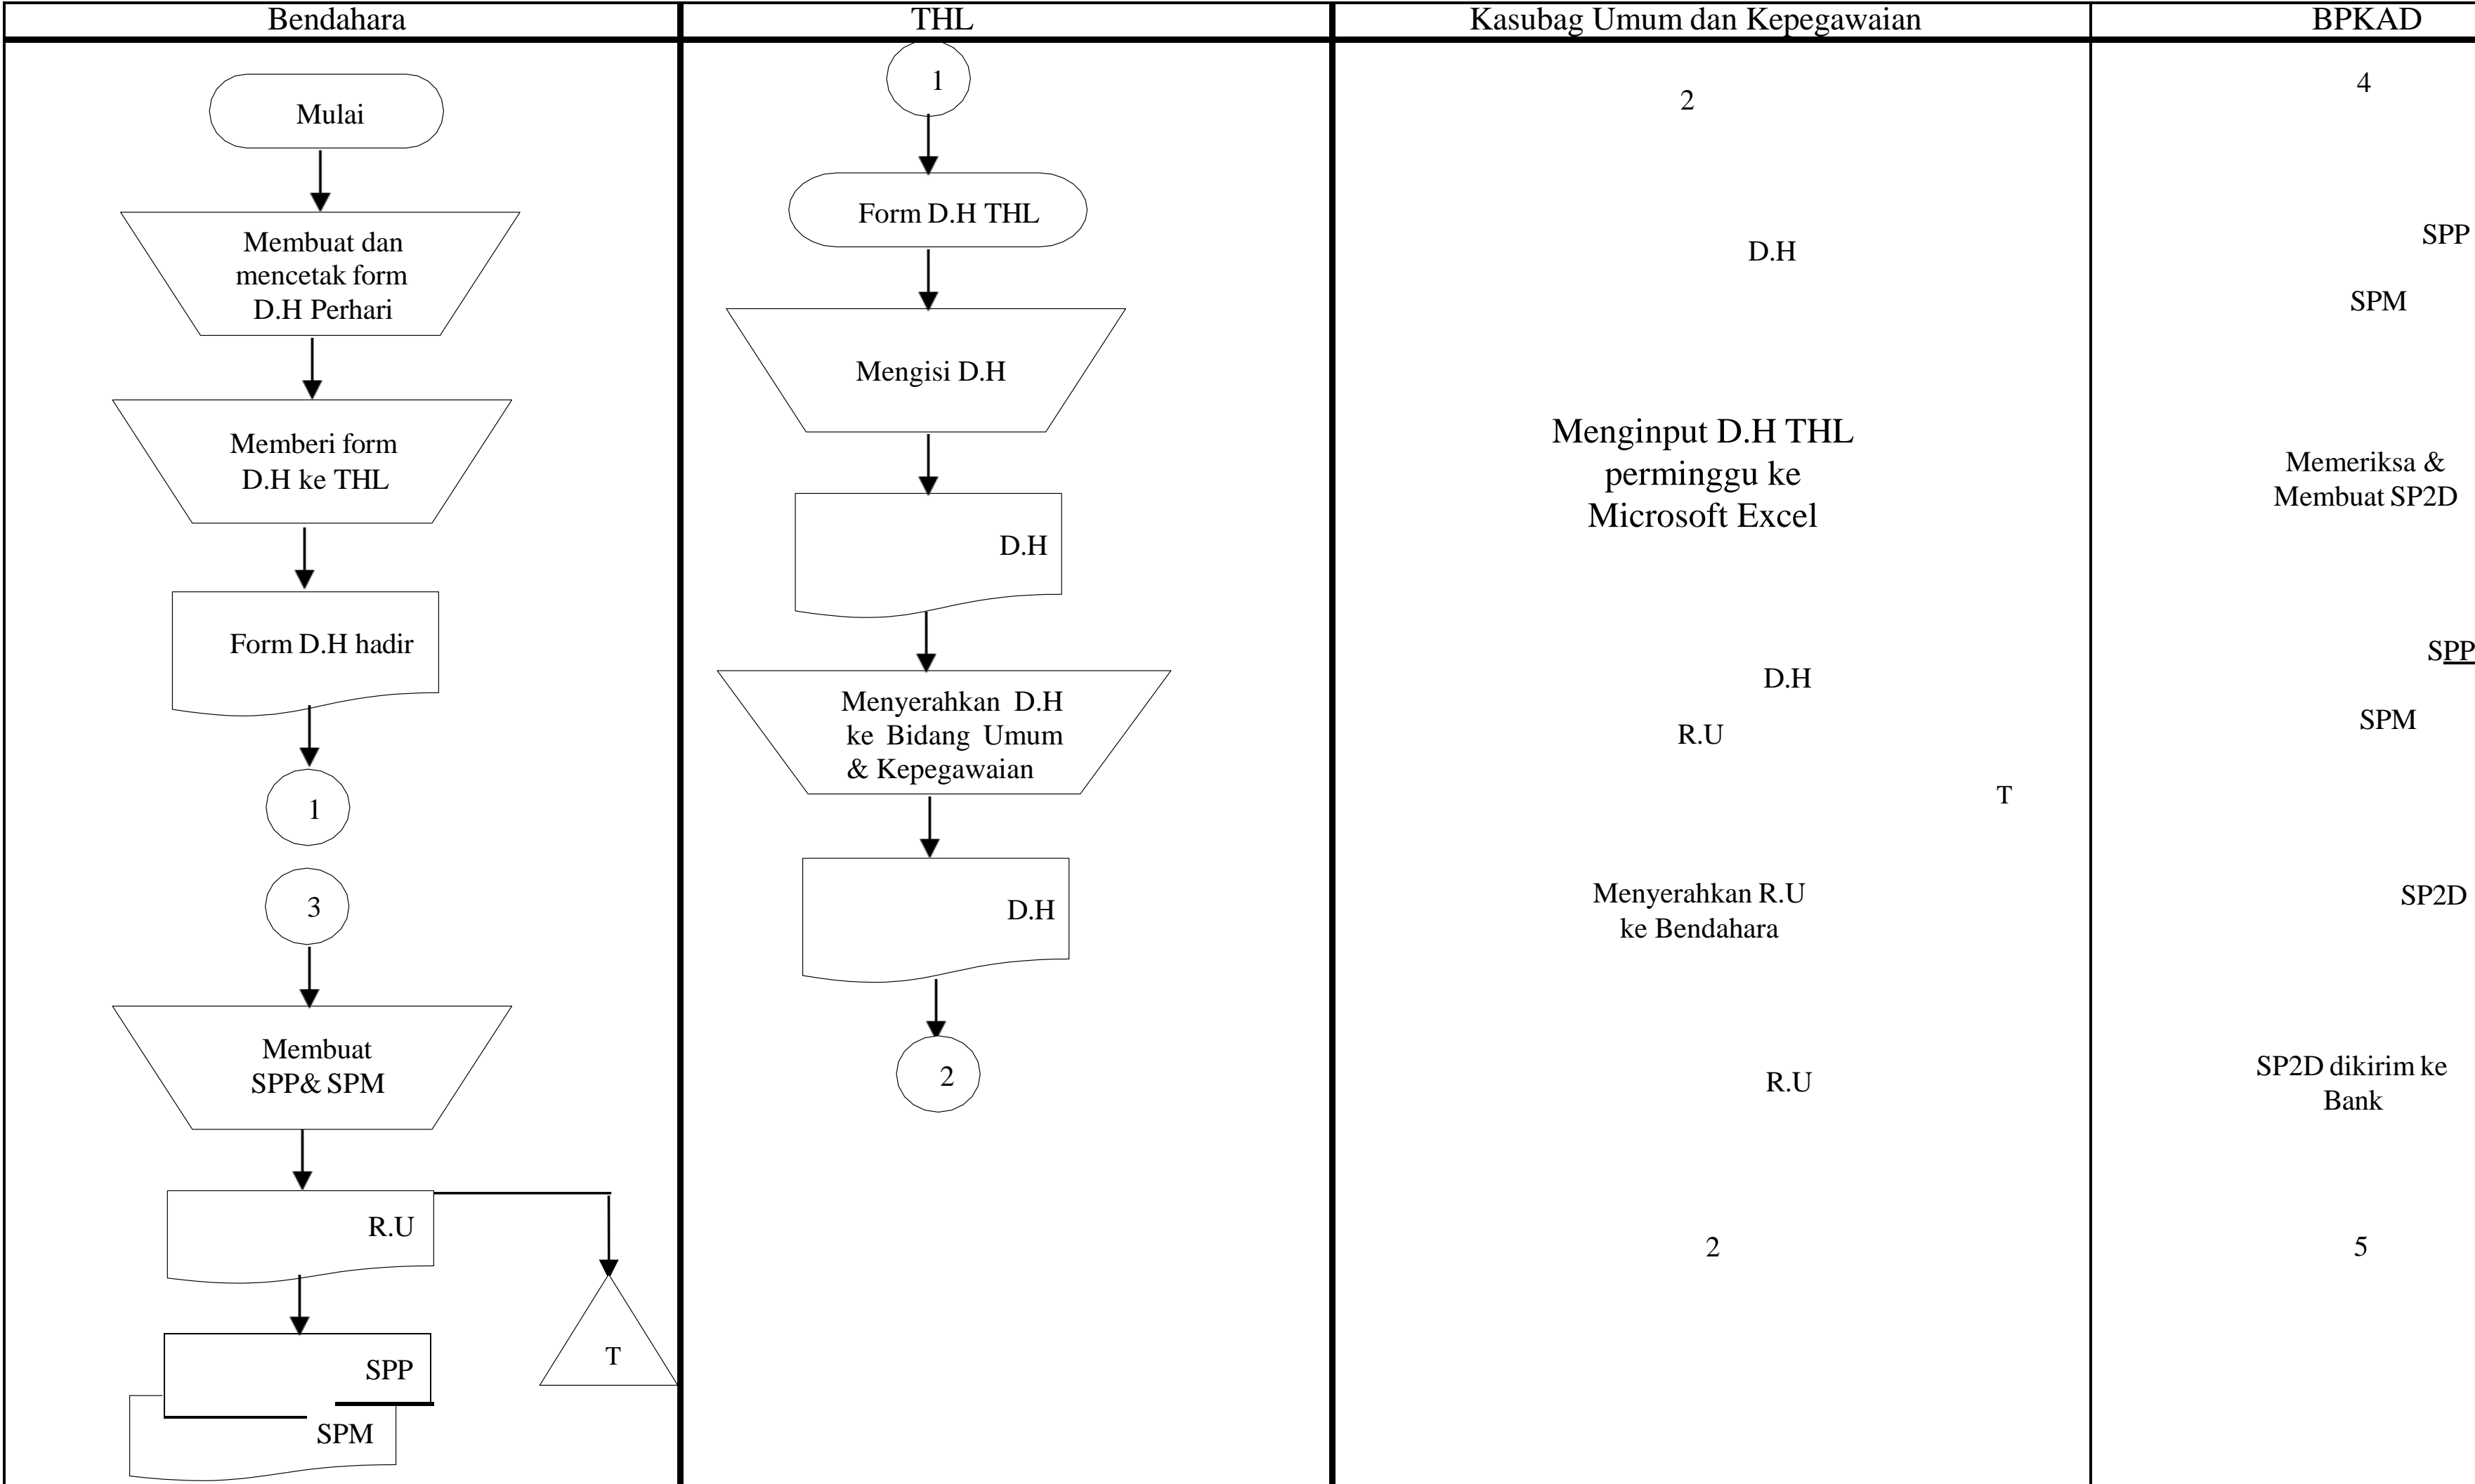 Bendahara
THL
Kasubag Umum dan Kepegawaian
BPKAD
Mulai
Membuat dan
mencetak form
D.H Perhari
Memberi form
D.H ke THL
Form D.H hadir
1
3
Membuat
SPP& SPM
R.U
T
SPP
SPM
1
Form D.H THL
Mengisi D.H
D.H
Menyerahkan D.H
ke Bidang Umum
& Kepegawaian
D.H
2
2
D.H
Menginput D.H THL
perminggu ke
Microsoft Excel
D.H
R.U
T
Menyerahkan R.U
ke Bendahara
R.U
2
4
SPP
SPM
Memeriksa &
Membuat SP2D
SPP
SPM
SP2D
SP2D dikirim ke
Bank
5